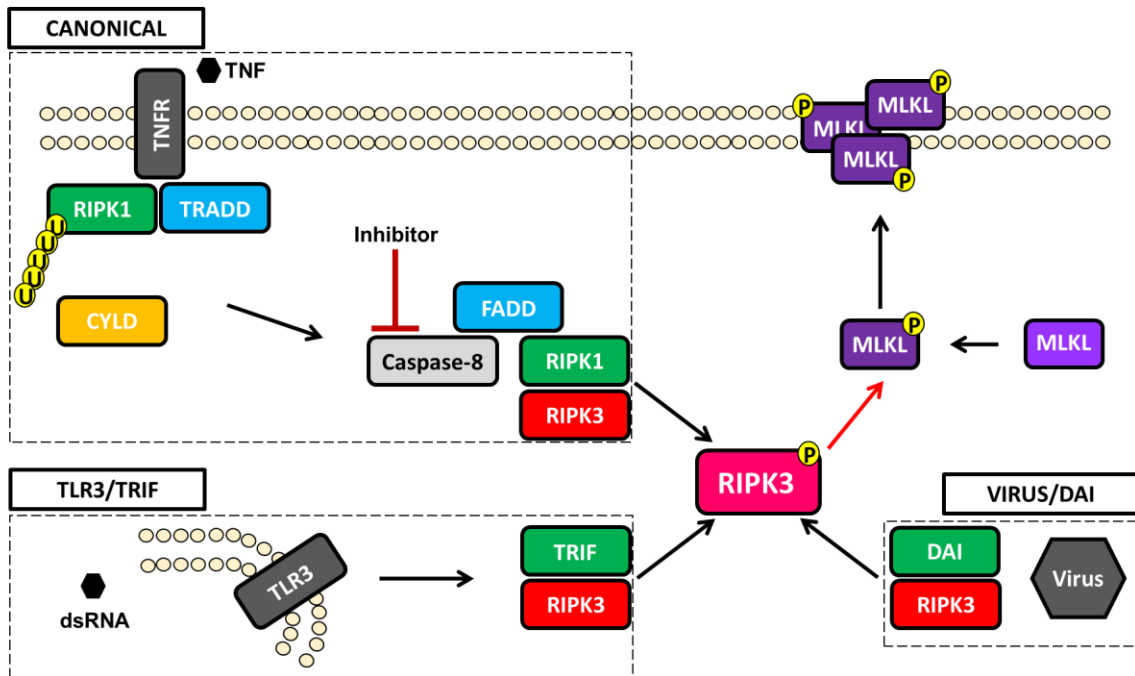 CANONICAL
TNF
TNFR
RIPK1
TRADD
U
U
U
U
U
CYLD
Inhibitor
FADD
Caspase-8
RIPK1
RIPK3
P
MLKL
P
MLKL
MLKL
P
MLKL
P
MLKL
RIPK3
P
TLR3/TRIF
dsRNA
TLR3
TRIF
RIPK3
VIRUS/DAI
DAI
RIPK3
Virus